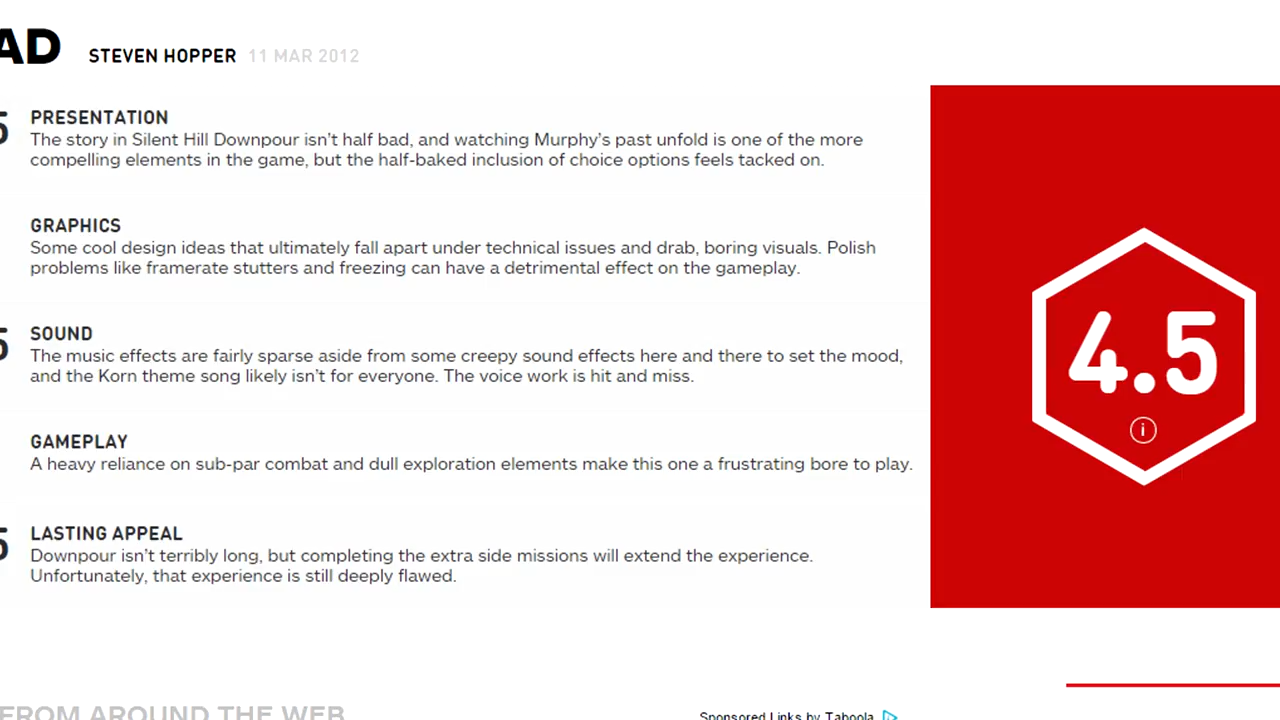 AD STEVEN HOPPER 11 MAR 2012
5 PRESENTATION
The story in Silent Hill Downpour isn't half bad, and watching Murphy's past unfold is one of the more
compelling elements in the game, but the half-baked inclusion of choice options feels tacked on.
GRAPHICS
Some cool design ideas that ultimately fall apart under technical issues and drab, boring visuals. Polish
problems like framerate stutters and freezing can have a detrimental effect on the gameplay.
5 SOUND
The music effects are fairly sparse aside from some creepy sound effects here and there to set the mood,
and the Korn theme song likely isn't for everyone. The voice work is hit and miss.
GAMEPLAY
A heavy reliance on sub-par combat and dull exploration elements make this one a frustrating bore to play.
5 LASTING APPEAL
Downpour isn't terribly long, but completing the extra side missions will extend the experience.
Unfortunately, that experience is still deeply flawed.
4.5
i
FROM AROUND THE WEB
Sponsored Links by Taboola